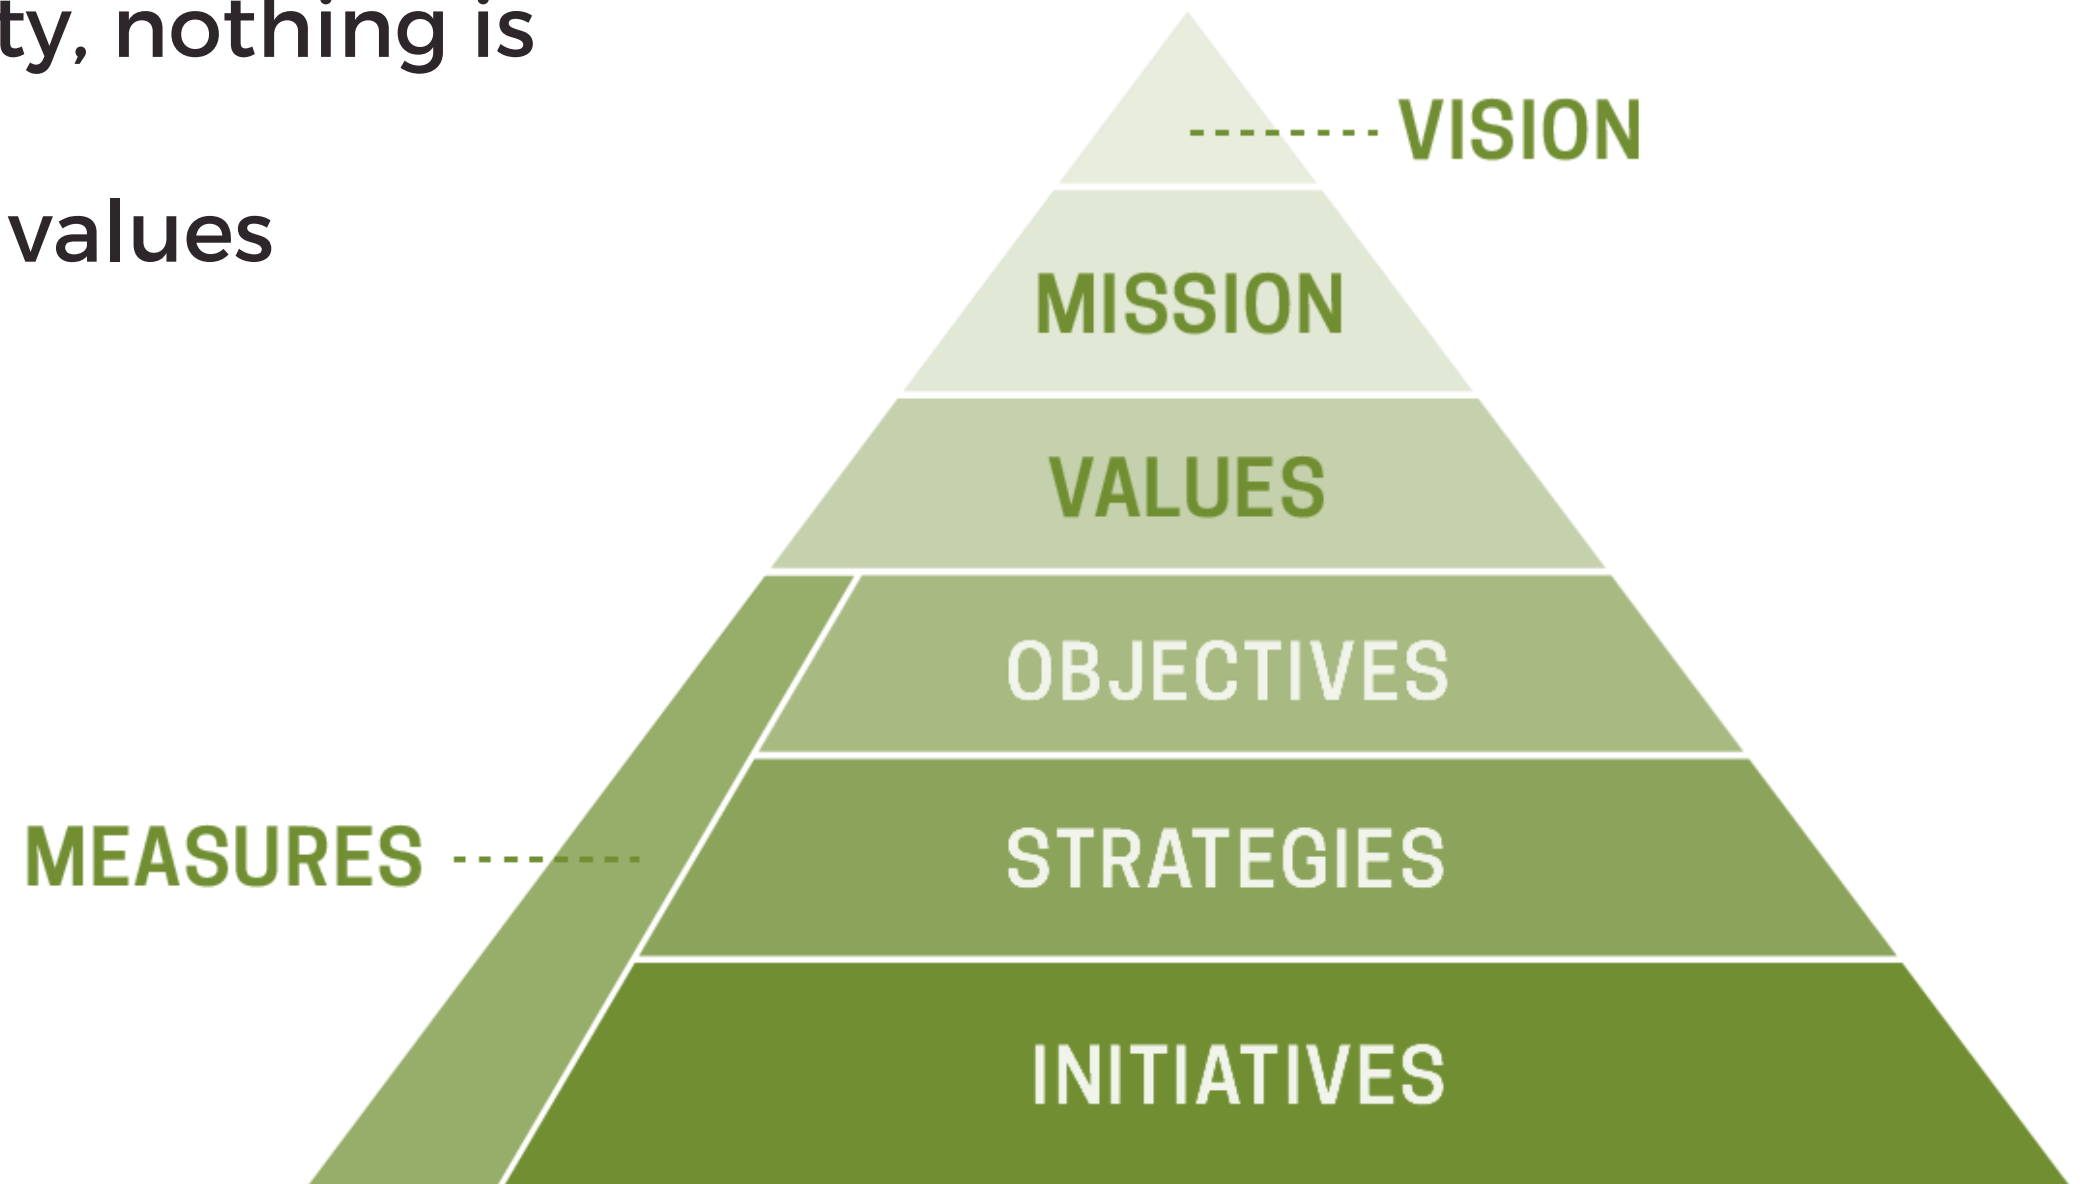 ty, nothing is
values
VISION
MISSION
VALUES
OBJECTIVES
MEASURES
STRATEGIES
INITIATIVES